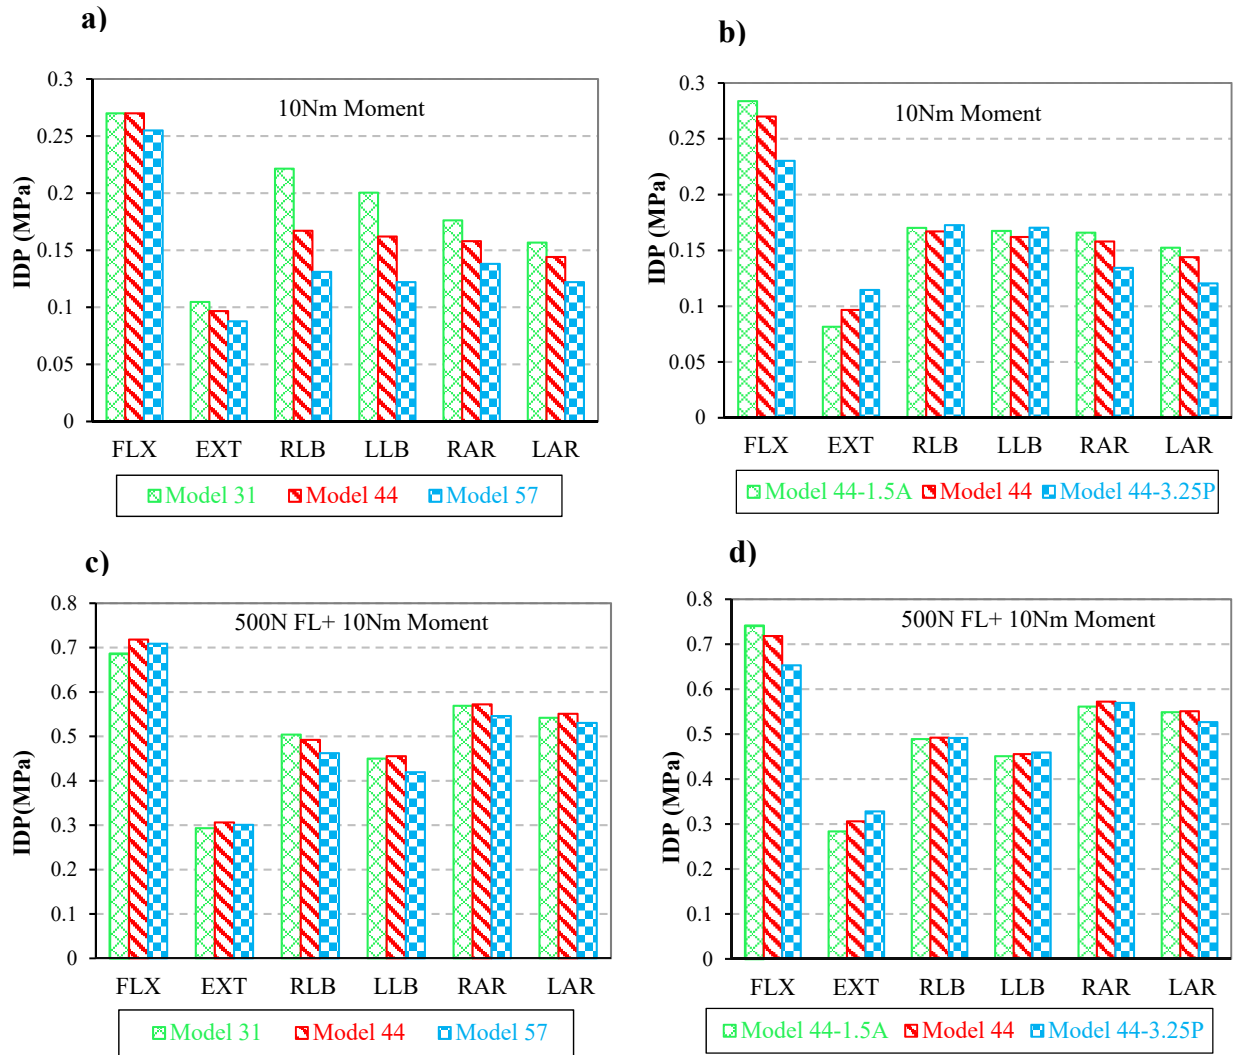 a)
0.3
0.25
0.2
0.15
0.1
0.05
0
IDP (MPa)
10Nm Moment
FLX EXT RLB LLB RAR LAR
Model 31 Model 44 Model 57
b)
0.3
0.25
0.2
0.15
0.1
0.05
0
IDP (MPa)
10Nm Moment
FLX EXT RLB LLB RAR LAR
Model 44-1.5A Model 44 Model 44-3.25P
c)
0.8
0.7
0.6
0.5
0.4
0.3
0.2
0.1
0
IDP(MPa)
500N FL+ 10Nm Moment
FLX EXT RLB LLB RAR LAR
Model 31 Model 44 Model 57
d)
0.8
0.7
0.6
0.5
0.4
0.3
0.2
0.1
0
IDP (MPa)
500N FL+ 10Nm Moment
FLX EXT RLB LLB RAR LAR
Model 44-1.5A Model 44 Model 44-3.25P